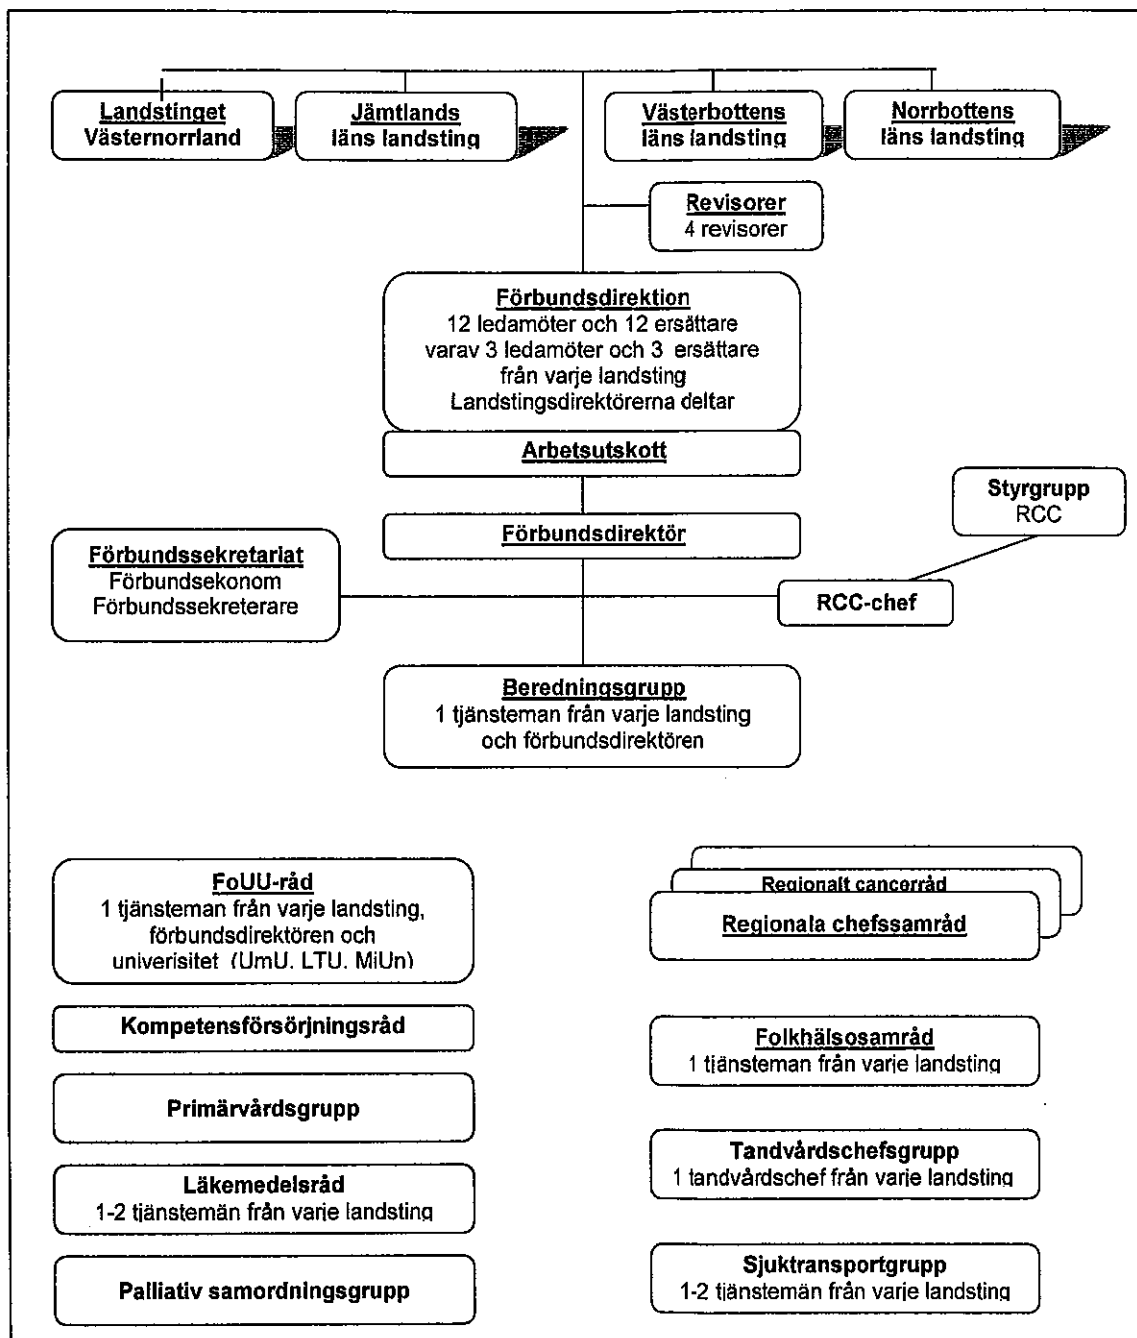 Landstinget
Västernorrland
Jämtlands
läns landsting
Västerbottens
läns landsting
Norrbottens
läns landsting
Revisorer
4 revisorer
Förbundsdirektion
12 ledamöter och 12 ersättare
varav 3 ledamöter och 3 ersättare
från varje landsting
Landstingsdirektörerna deltar
Arbetsutskott
Styrgrupp
RCC
Förbundsdirektör
Förbundssekretariat
Förbundsekonom
Förbundssekreterare
RCC-chef
Beredningsgrupp
1 tjänsteman från varje landsting
och förbundsdirektören
FoUU-råd
1 tjänsteman från varje landsting,
förbundsdirektören och
univerisitet (UmU, LTU, MiUn)
Regionalt cancerråd
Regionala chefssamråd
Kompetensförsörjningsråd
Folkhälsosamråd
1 tjänsteman från varje landsting
Primärvårdsgrupp
Tandvårdschefsgrupp
1 tandvårdschef från varje landsting
Läkemedelsråd
1-2 tjänstemän från varje landsting
Sjuktransportgrupp
1-2 tjänstemän från varje landsting
Palliativ samordningsgrupp